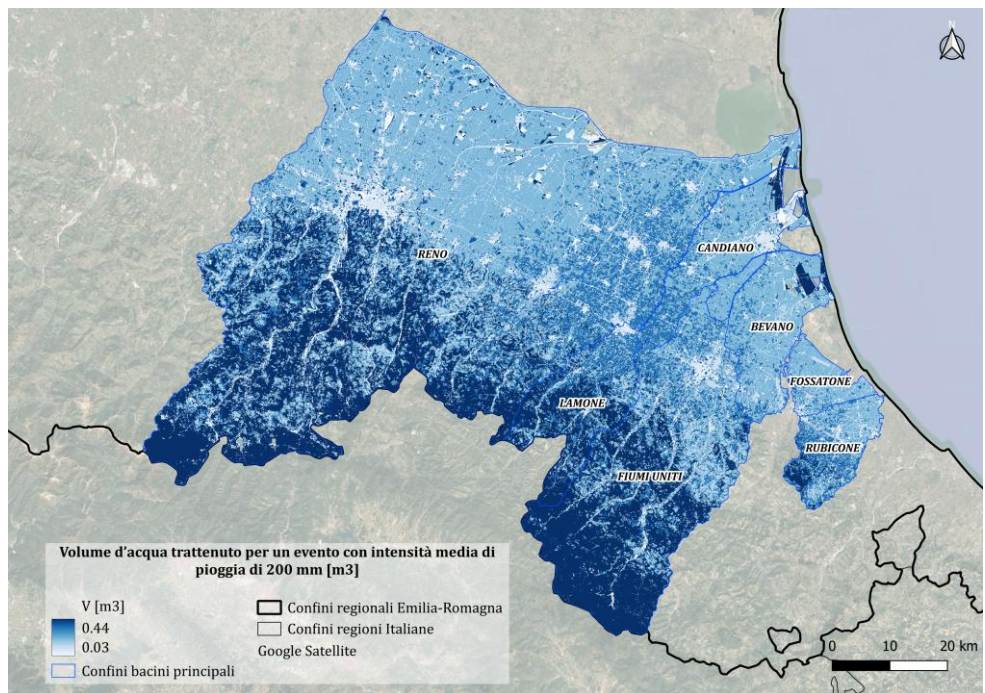 N
RENO
CANDIANO
BEVANO
FOSSATONE
LAMONE
RUBICONE
FIUMI UNITI
Volume d'acqua trattenuto per un evento con intensità media di
pioggia di 200 mm [m3]
V [m3]
0.44
0.03
Confini bacini principali
Confini regionali Emilia-Romagna
Confini regioni Italiane
Google Satellite
0 10 20 km